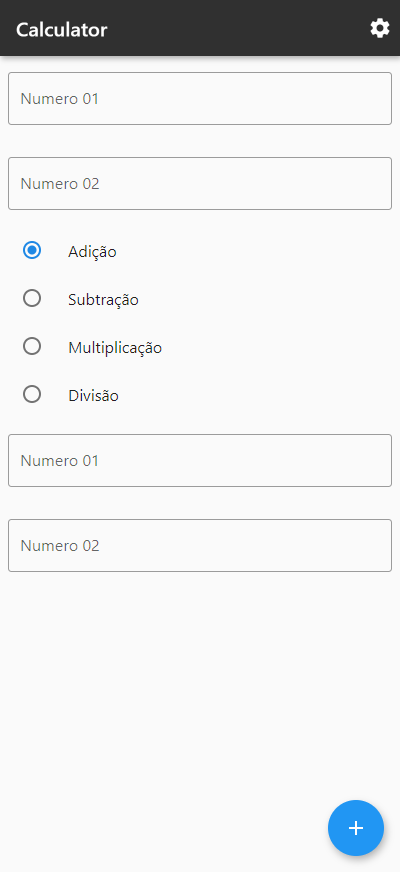 Calculator
Numero 01
Numero 02
Adição
Subtração
Multiplicação
Divisão
Numero 01
Numero 02